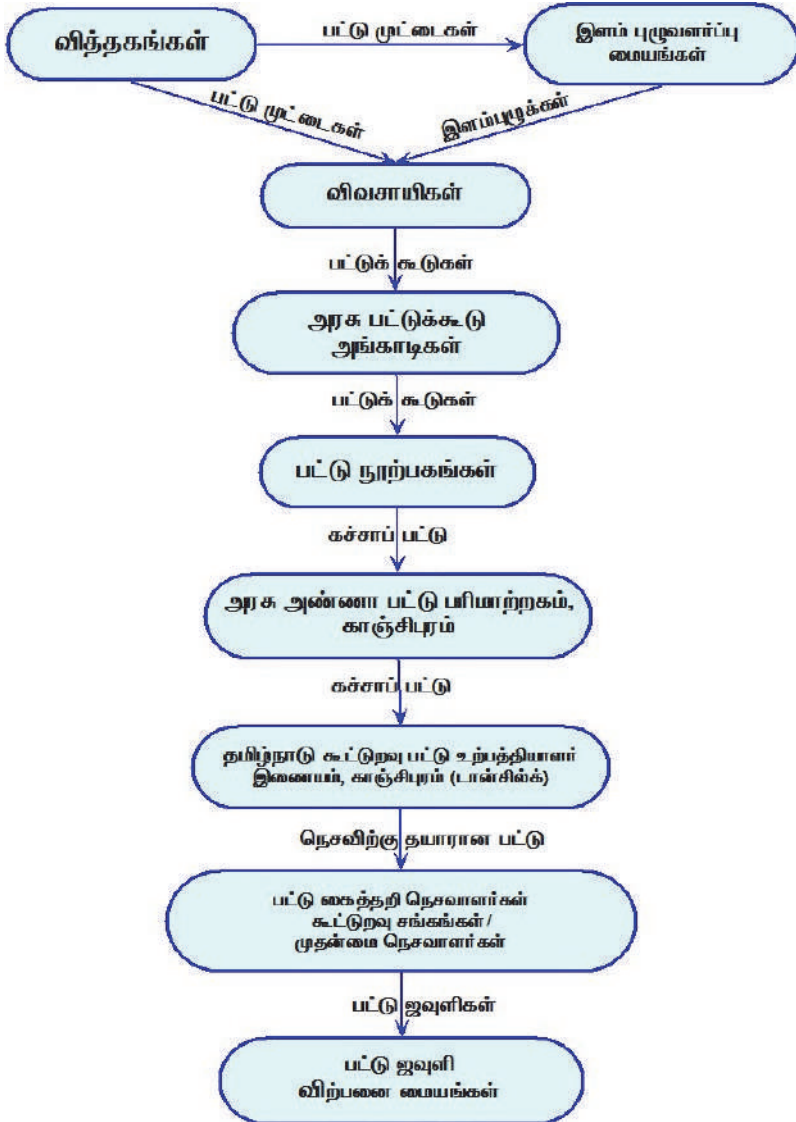 வித்தகங்கள்
பட்டு முட்டைகள்
இளம் புழுவளர்ப்பு
மையங்கள்
பட்டு முட்டைகள்
இளம்புழுக்கள்
விவசாயிகள்
பட்டுக் கூடுகள்
அரசு பட்டுக்கூடு
அங்காடிகள்
பட்டுக் கூடுகள்
பட்டு நூற்பகங்கள்
கச்சாப் பட்டு
அரசு அண்ணா பட்டு பரிமாற்றகம்,
காஞ்சிபுரம்
கச்சாப் பட்டு
தமிழ்நாடு கூட்டுறவு பட்டு உற்பத்தியாளர்
இணையம், காஞ்சிபுரம் (டான்சில்க்)
நெசவிற்கு தயாரான பட்டு
பட்டு கைத்தறி நெசவாளர்கள்
கூட்டுறவு சங்கங்கள் /
முதன்மை நெசவாளர்கள்
பட்டு ஜவுளிகள்
பட்டு ஜவுளி
விற்பனை மையங்கள்